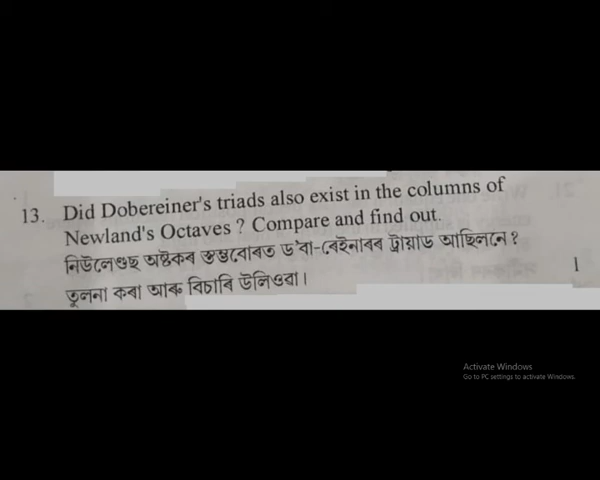 13. Did Dobereiner's triads also exist in the columns of
Newland's Octaves ? Compare and find out.
নিউলেণ্ডছ অষ্টকৰ স্তম্ভবোৰত ড'বা-ৰেইনাৰৰ ট্ৰায়াড আছিলনে ?
তুলনা কৰা আৰু বিচাৰি উলিওৱা।
1
Activate Windows
Go to PC settings to activate Windows.